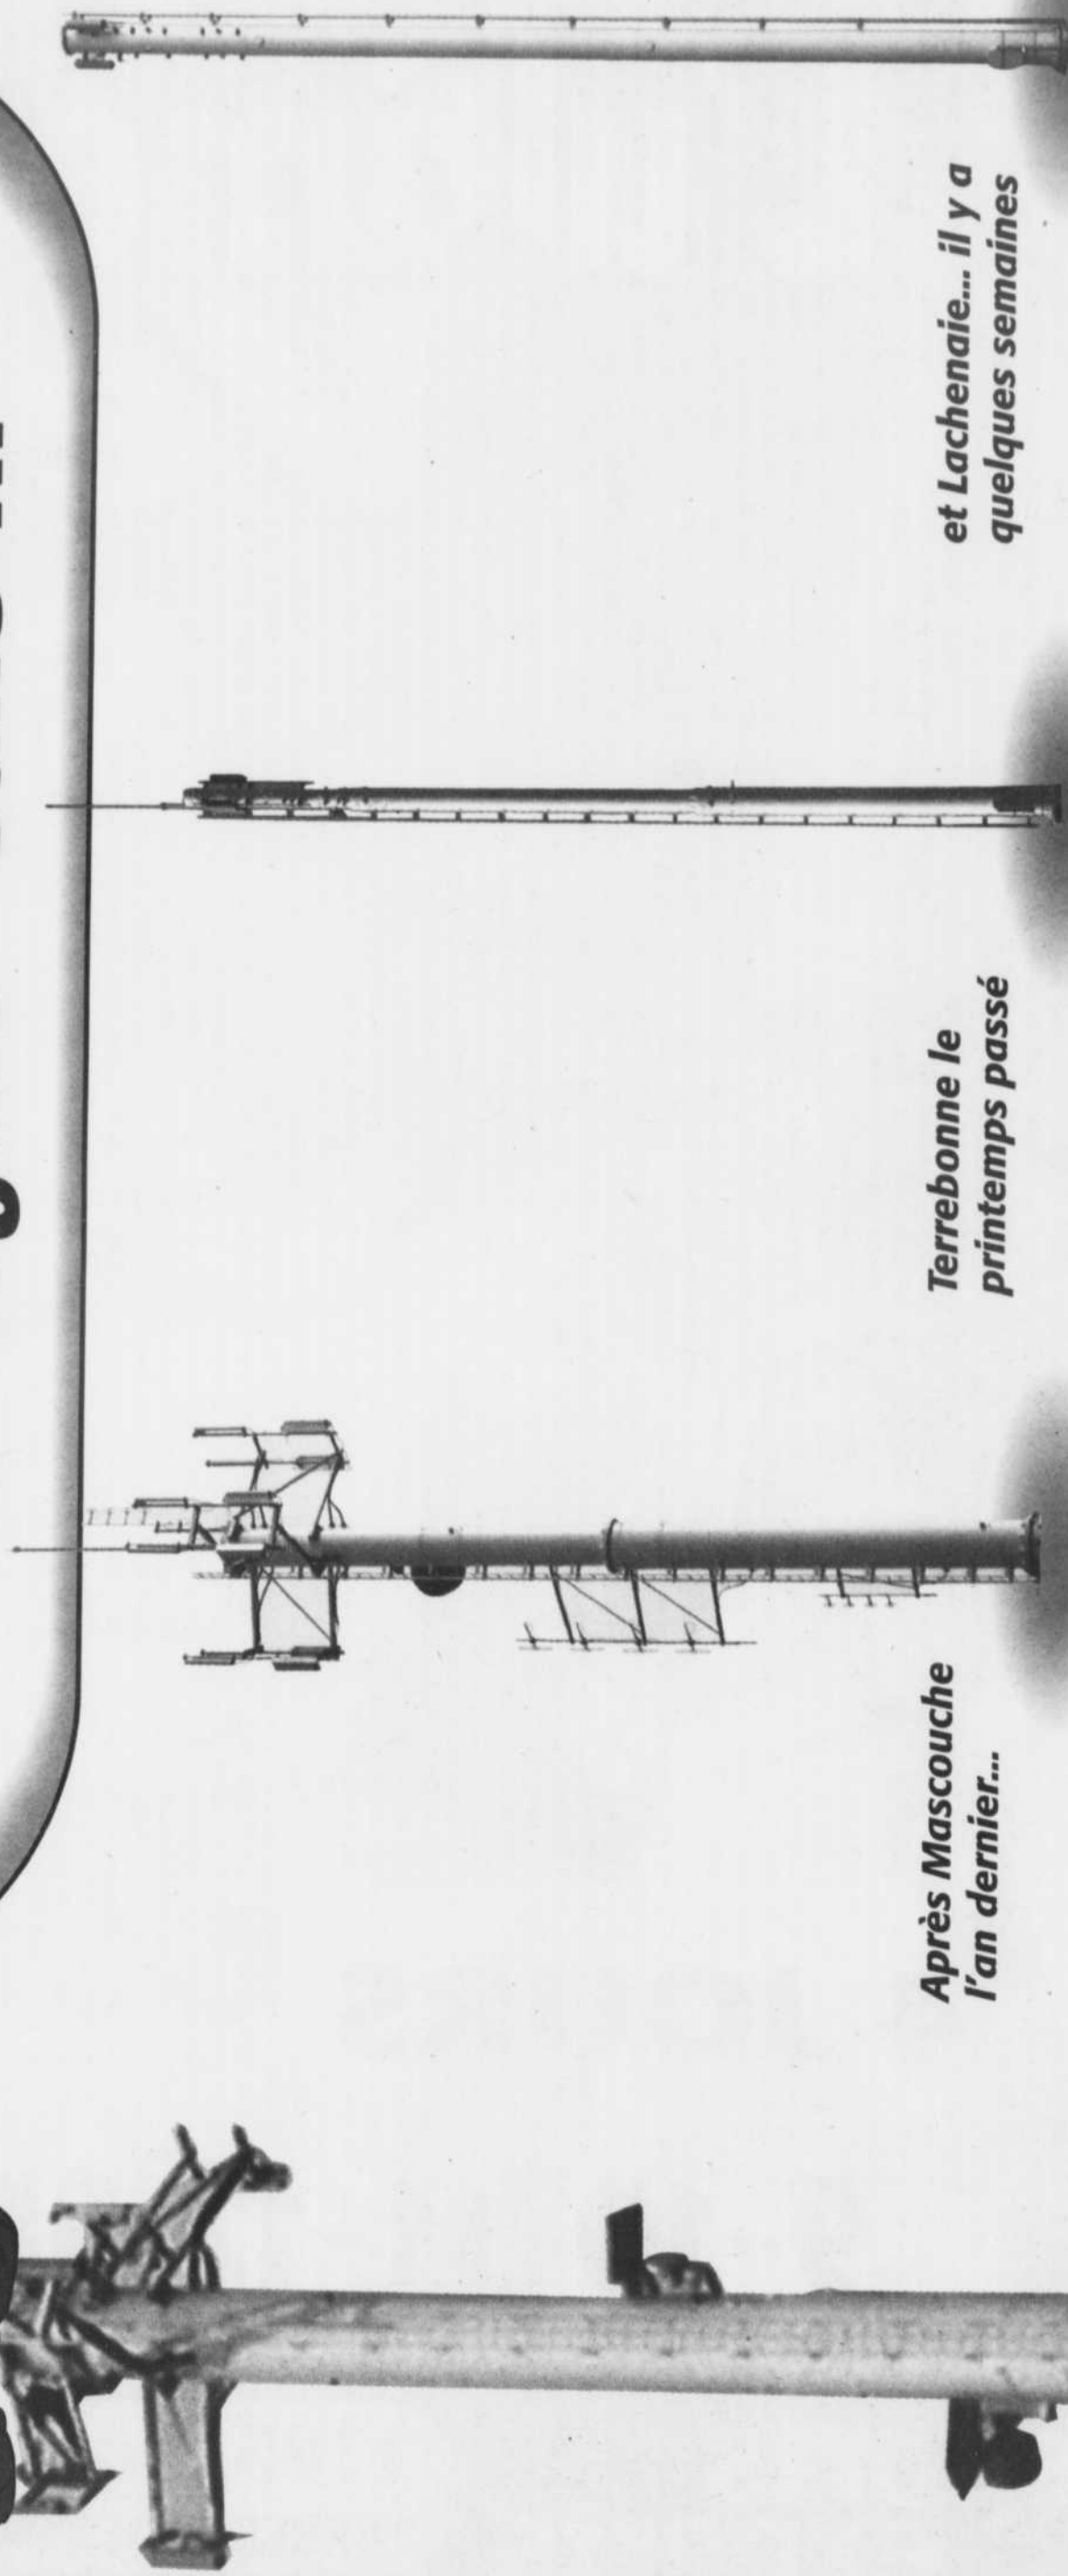 Après Mascouche
l'an dernier...
Terrebonne le
printemps passé
et Lachenaie... il y a
quelques semaines